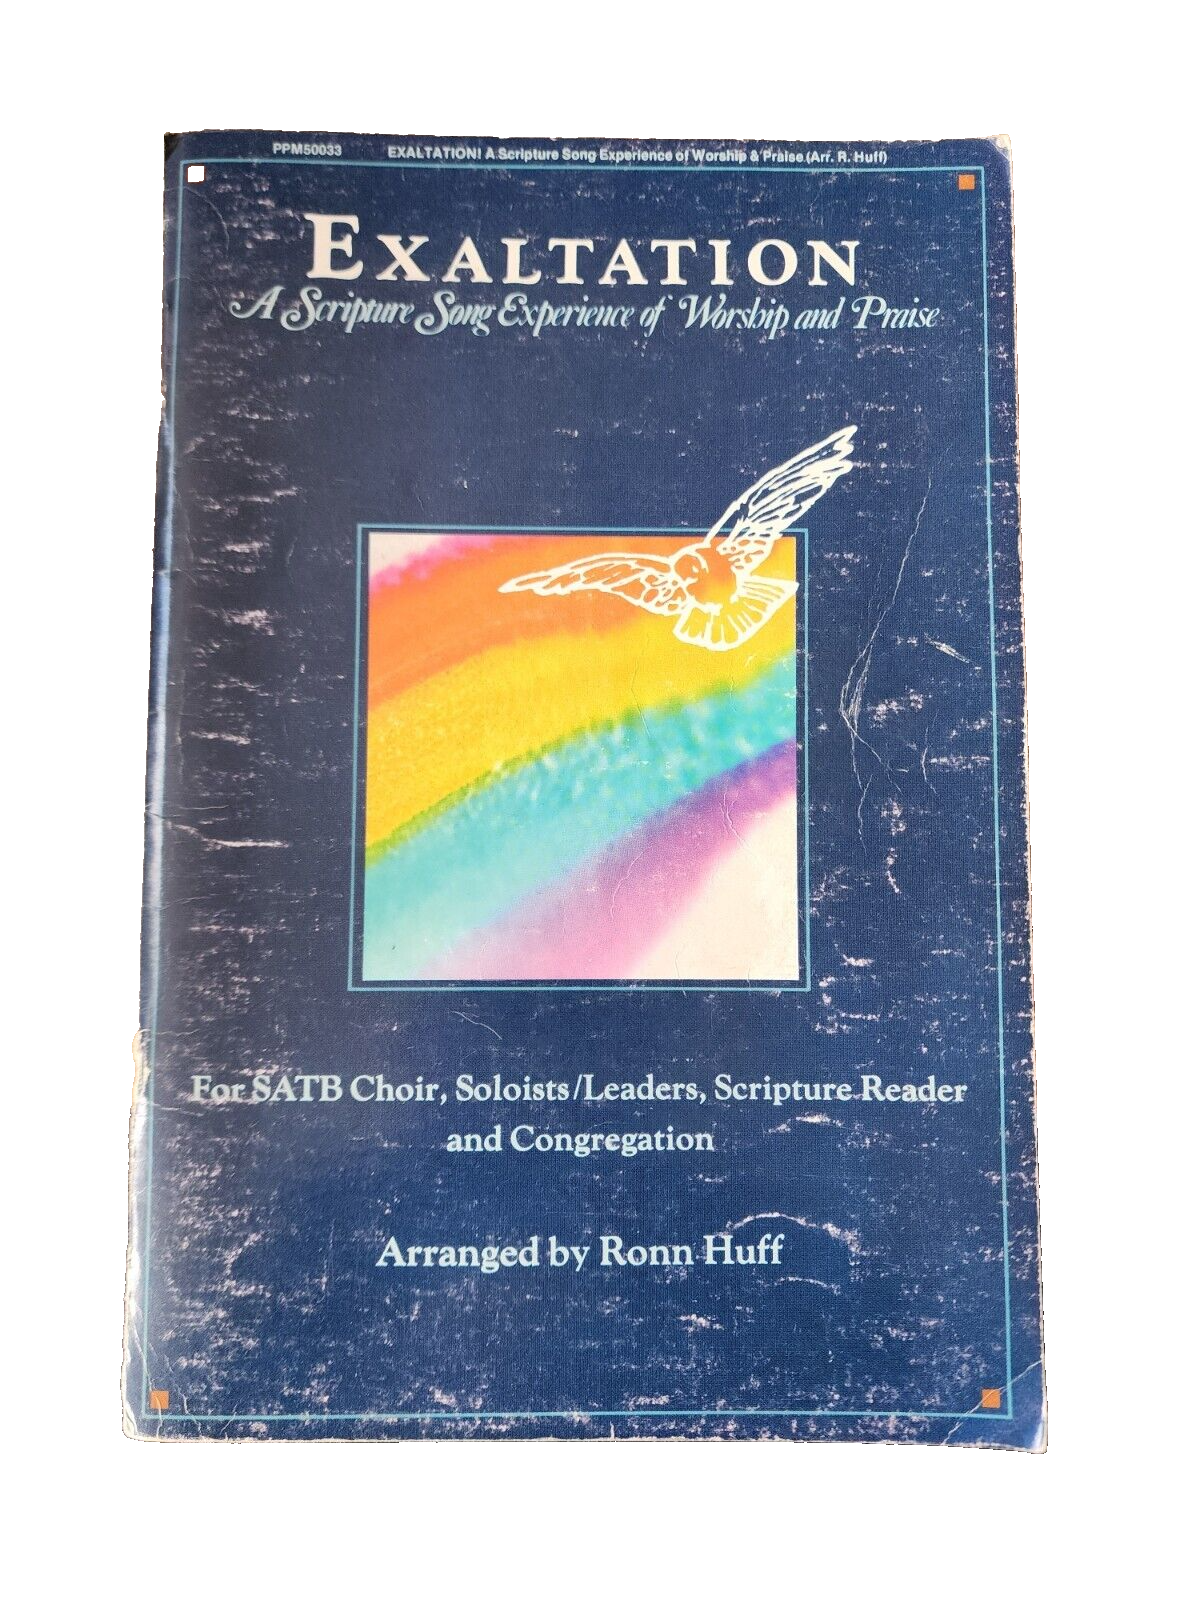 PPM50033 EXALTATION! A Scripture Song Experience of Worship & Praise (Arr. R. Huff)
EXALTATION
A Scripture Song Experience of Worship and Praise
For SATB Choir, Soloists/Leaders, Scripture Reader
and Congregation
Arranged by Ronn Huff